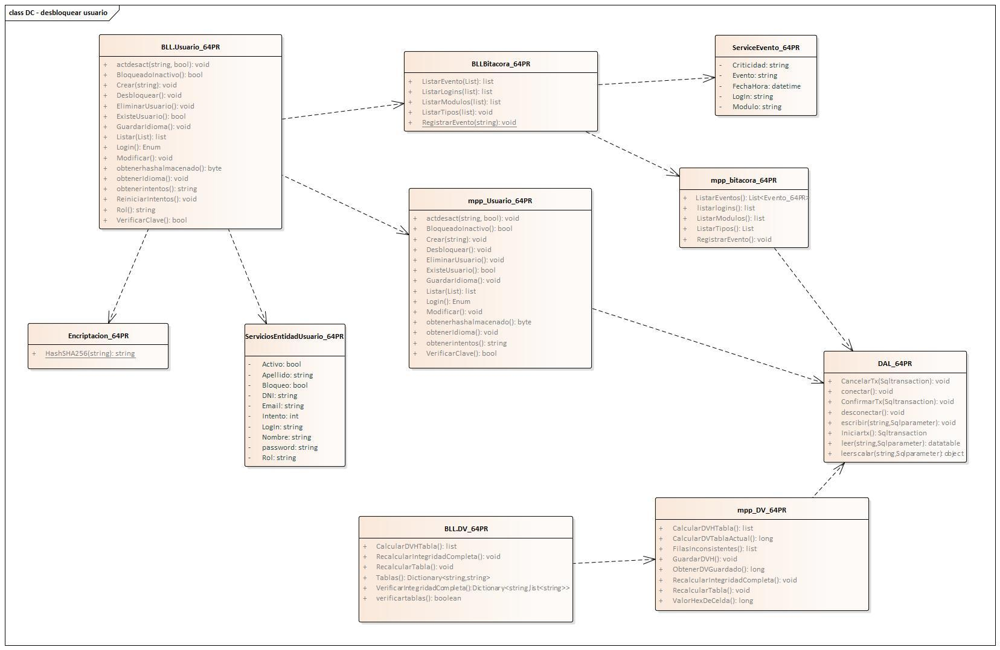 class DC - desbloquear usuario
BLL.Usuario_64PR
+ actdesact(string, bool): void
+ BloqueadoInactivo(): bool
+ Crear(string): void
+ Desbloquear(): void
+ EliminarUsuario(): void
+ ExisteUsuario(): bool
+ GuardarIdioma(): void
+ Listar(List): list
+ Login(): Enum
+ Modificar(): void
+ obtenerhashalmacenado(): byte
+ obtenerIdioma(): void
+ obtenerintentos(): string
+ ReiniciarIntentos(): void
+ Rol(): string
+ VerificarClave(): bool
BLLBitacora_64PR
+ ListarEvento(List): list
+ ListarLogins(list): list
+ ListarModulos(list): list
+ ListarTipos(list): void
+ RegistrarEvento(string): void
ServiceEvento_64PR
- Criticidad: string
- Evento: string
- FechaHora: datetime
- LogIn: string
- Modulo: string
mpp_bitacora_64PR
+ ListarEventos(): List<Evento_64PR>
+ listarlogins(): list
+ ListarModulos(): list
+ ListarTipos(): List
+ RegistrarEvento(): void
mpp_Usuario_64PR
+ actdesact(string, bool): void
+ BloqueadoInactivo(): bool
+ Crear(string): void
+ Desbloquear(): void
+ EliminarUsuario(): void
+ ExisteUsuario(): bool
+ GuardarIdioma(): void
+ Listar(List): list
+ Login(): Enum
+ Modificar(): void
+ obtenerhashalmacenado(): byte
+ obtenerIdioma(): void
+ obtenerintentos(): string
+ VerificarClave(): bool
Encriptacion_64PR
+ HashSHA256(string): string
ServiciosEntidadUsuario_64PR
- Activo: bool
- Apellido: string
- Bloqueo: bool
- DNI: string
- Email: string
- Intento: int
- LogIn: string
- Nombre: string
- password: string
- Rol: string
DAL_64PR
+ CancelarTx(Sqltransaction): void
+ conectar(): void
+ ConfirmarTx(Sqltransaction): void
+ desconectar(): void
+ escribir(string,Sqlparameter): void
+ Iniciartx(): Sqltransaction
+ leer(string,Sqlparameter): datatable
+ leerscalar(string,Sqlparameter): object
BLL.DV_64PR
+ CalcularDVHTabla(): list
+ RecalcularIntegridadCompleta(): void
+ RecalcularTabla(): void
+ Tablas(): Dictionary<string,string>
+ VerificarIntegridadCompleta():Dictionary<string,list<string>>
+ verificartablas(): boolean
mpp_DV_64PR
+ CalcularDVHTabla(): list
+ CalcularDVTablaActual(): long
+ FilasInconsistentes(): list
+ GuardarDVH(): void
+ ObtenerDVGuardado(): long
+ RecalcularIntegridadCompleta(): void
+ RecalcularTabla(): void
+ ValorHexDeCelda(): long